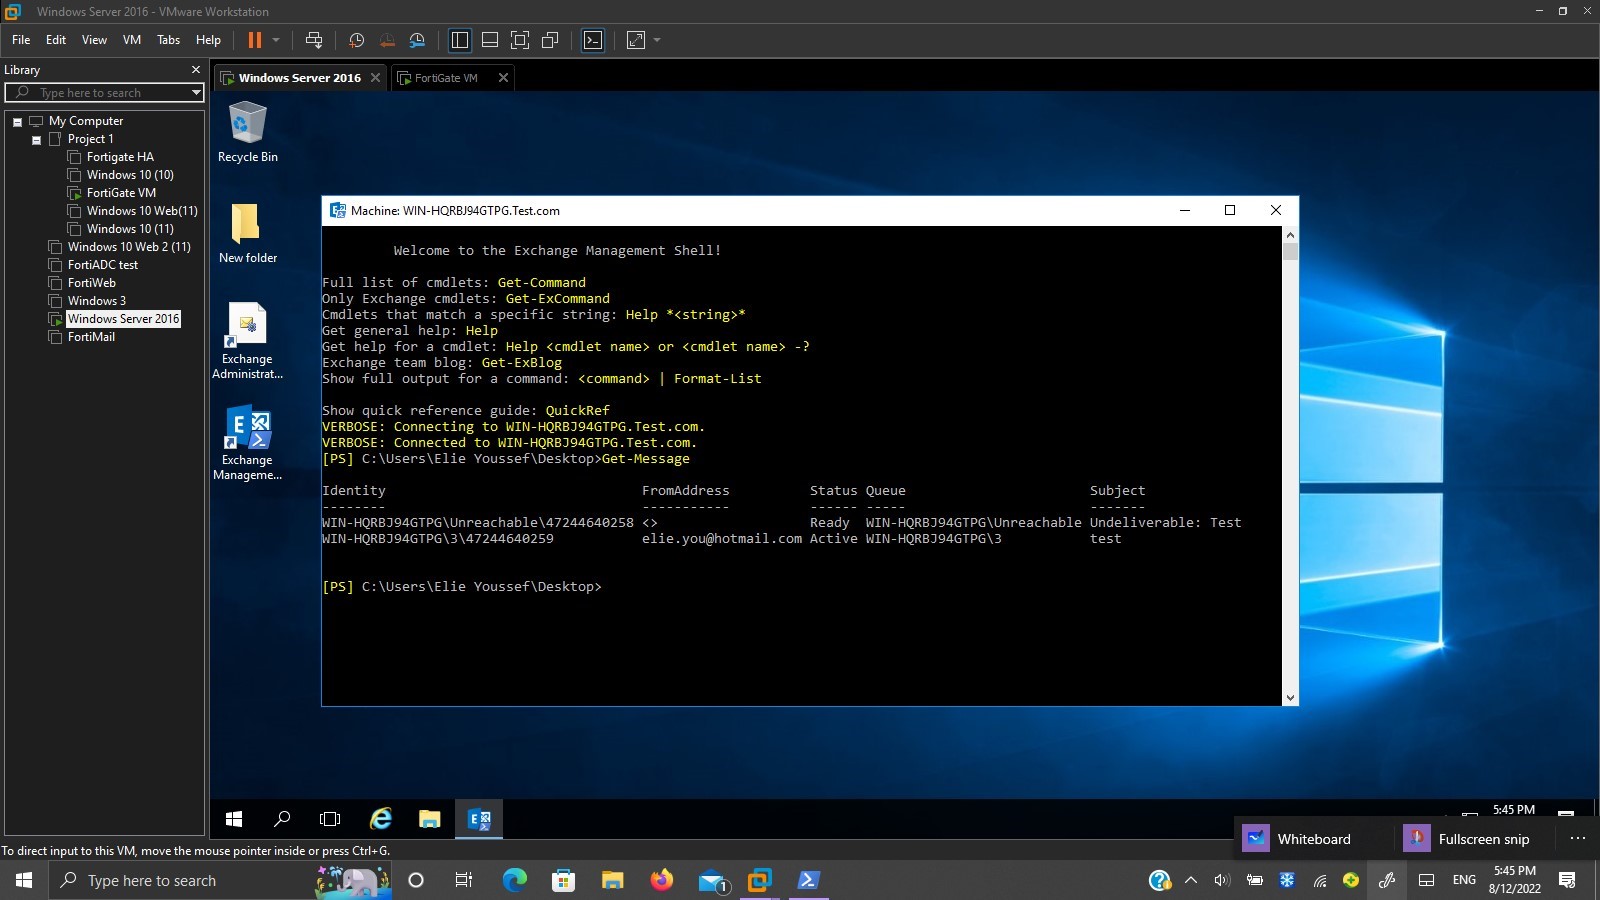 Windows Server 2016 - VMware Workstation
File Edit View VM Tabs Help
Library
Type here to search
My Computer
Project 1
Fortigate HA
Windows 10 (10)
FortiGate VM
Windows 10 Web(11)
Windows 10 (11)
Windows 10 Web 2 (11)
FortiADC test
FortiWeb
Windows 3
Windows Server 2016
FortiMail
Windows Server 2016
FortiGate VM
Recycle Bin
New folder
Exchange
Administrat...
Exchange
Manageme...
Machine: WIN-HQRBJ94GTPG.Test.com
Welcome to the Exchange Management Shell!
Full list of cmdlets: Get-Command
Only Exchange cmdlets: Get-ExCommand
Cmdlets that match a specific string: Help *<string>*
Get general help: Help
Get help for a cmdlet: Help <cmdlet name> or <cmdlet name> -?
Exchange team blog: Get-ExBlog
Show full output for a command: <command> | Format-List
Show quick reference guide: QuickRef
VERBOSE: Connecting to WIN-HQRBJ94GTPG.Test.com.
VERBOSE: Connected to WIN-HQRBJ94GTPG.Test.com.
[PS] C:\Users\Elie Youssef\Desktop>Get-Message
Identity FromAddress Status Queue Subject
-------- ----------- ------ ----- -------
WIN-HQRBJ94GTPG\Unreachable\47244640258 <> Ready WIN-HQRBJ94GTPG\Unreachable Undeliverable: Test
WIN-HQRBJ94GTPG\3\47244640259 elie.you@hotmail.com Active WIN-HQRBJ94GTPG\3 test
[PS] C:\Users\Elie Youssef\Desktop>
5:45 PM
Whiteboard
Fullscreen snip
To direct input to this VM, move the mouse pointer inside or press Ctrl+G.
Type here to search
1
ENG
5:45 PM
8/12/2022